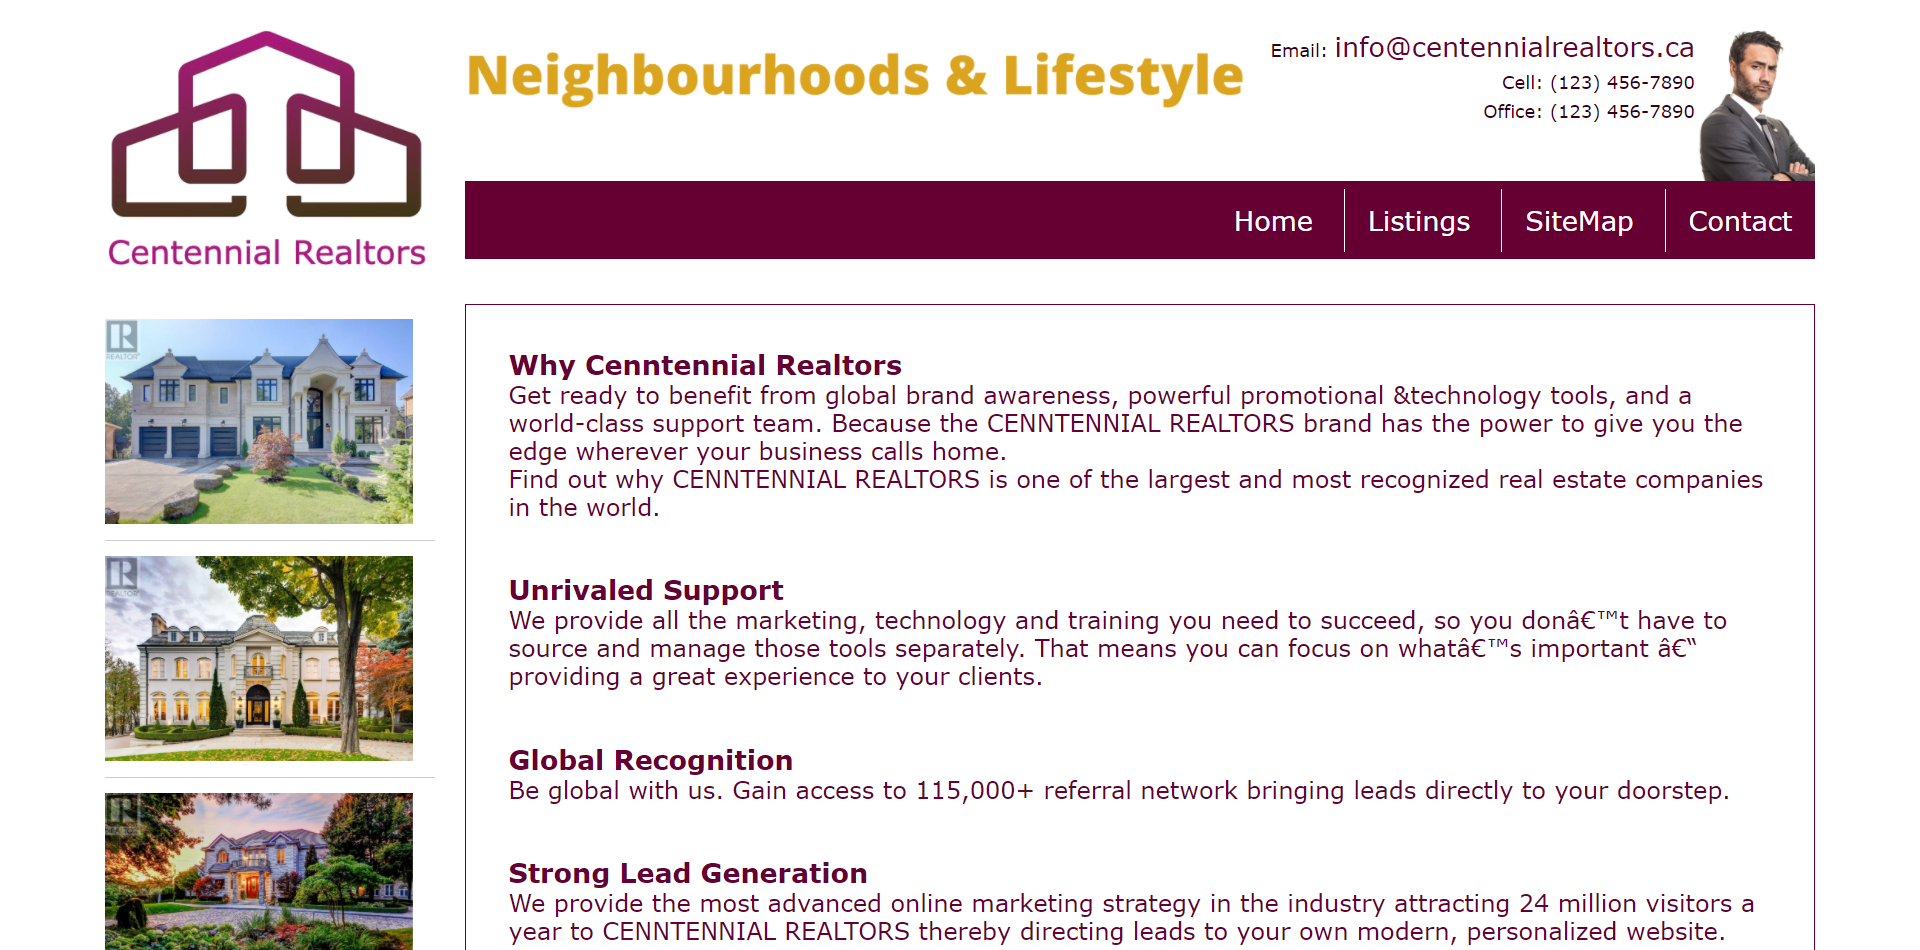 Centennial Realtors
Neighbourhoods & Lifestyle
Email: info@centennialrealtors.ca
Cell: (123) 456-7890
Office: (123) 456-7890
Home Listings SiteMap Contact
REALTOR
REALTOR
REALTOR
Why Cenntennial Realtors
Get ready to benefit from global brand awareness, powerful promotional &technology tools, and a
world-class support team. Because the CENNTENNIAL REALTORS brand has the power to give you the
edge wherever your business calls home.
Find out why CENNTENNIAL REALTORS is one of the largest and most recognized real estate companies
in the world.
Unrivaled Support
We provide all the marketing, technology and training you need to succeed, so you donâ€™t have to
source and manage those tools separately. That means you can focus on whatâ€™s important â€“
providing a great experience to your clients.
Global Recognition
Be global with us. Gain access to 115,000+ referral network bringing leads directly to your doorstep.
Strong Lead Generation
We provide the most advanced online marketing strategy in the industry attracting 24 million visitors a
year to CENNTENNIAL REALTORS thereby directing leads to your own modern, personalized website.